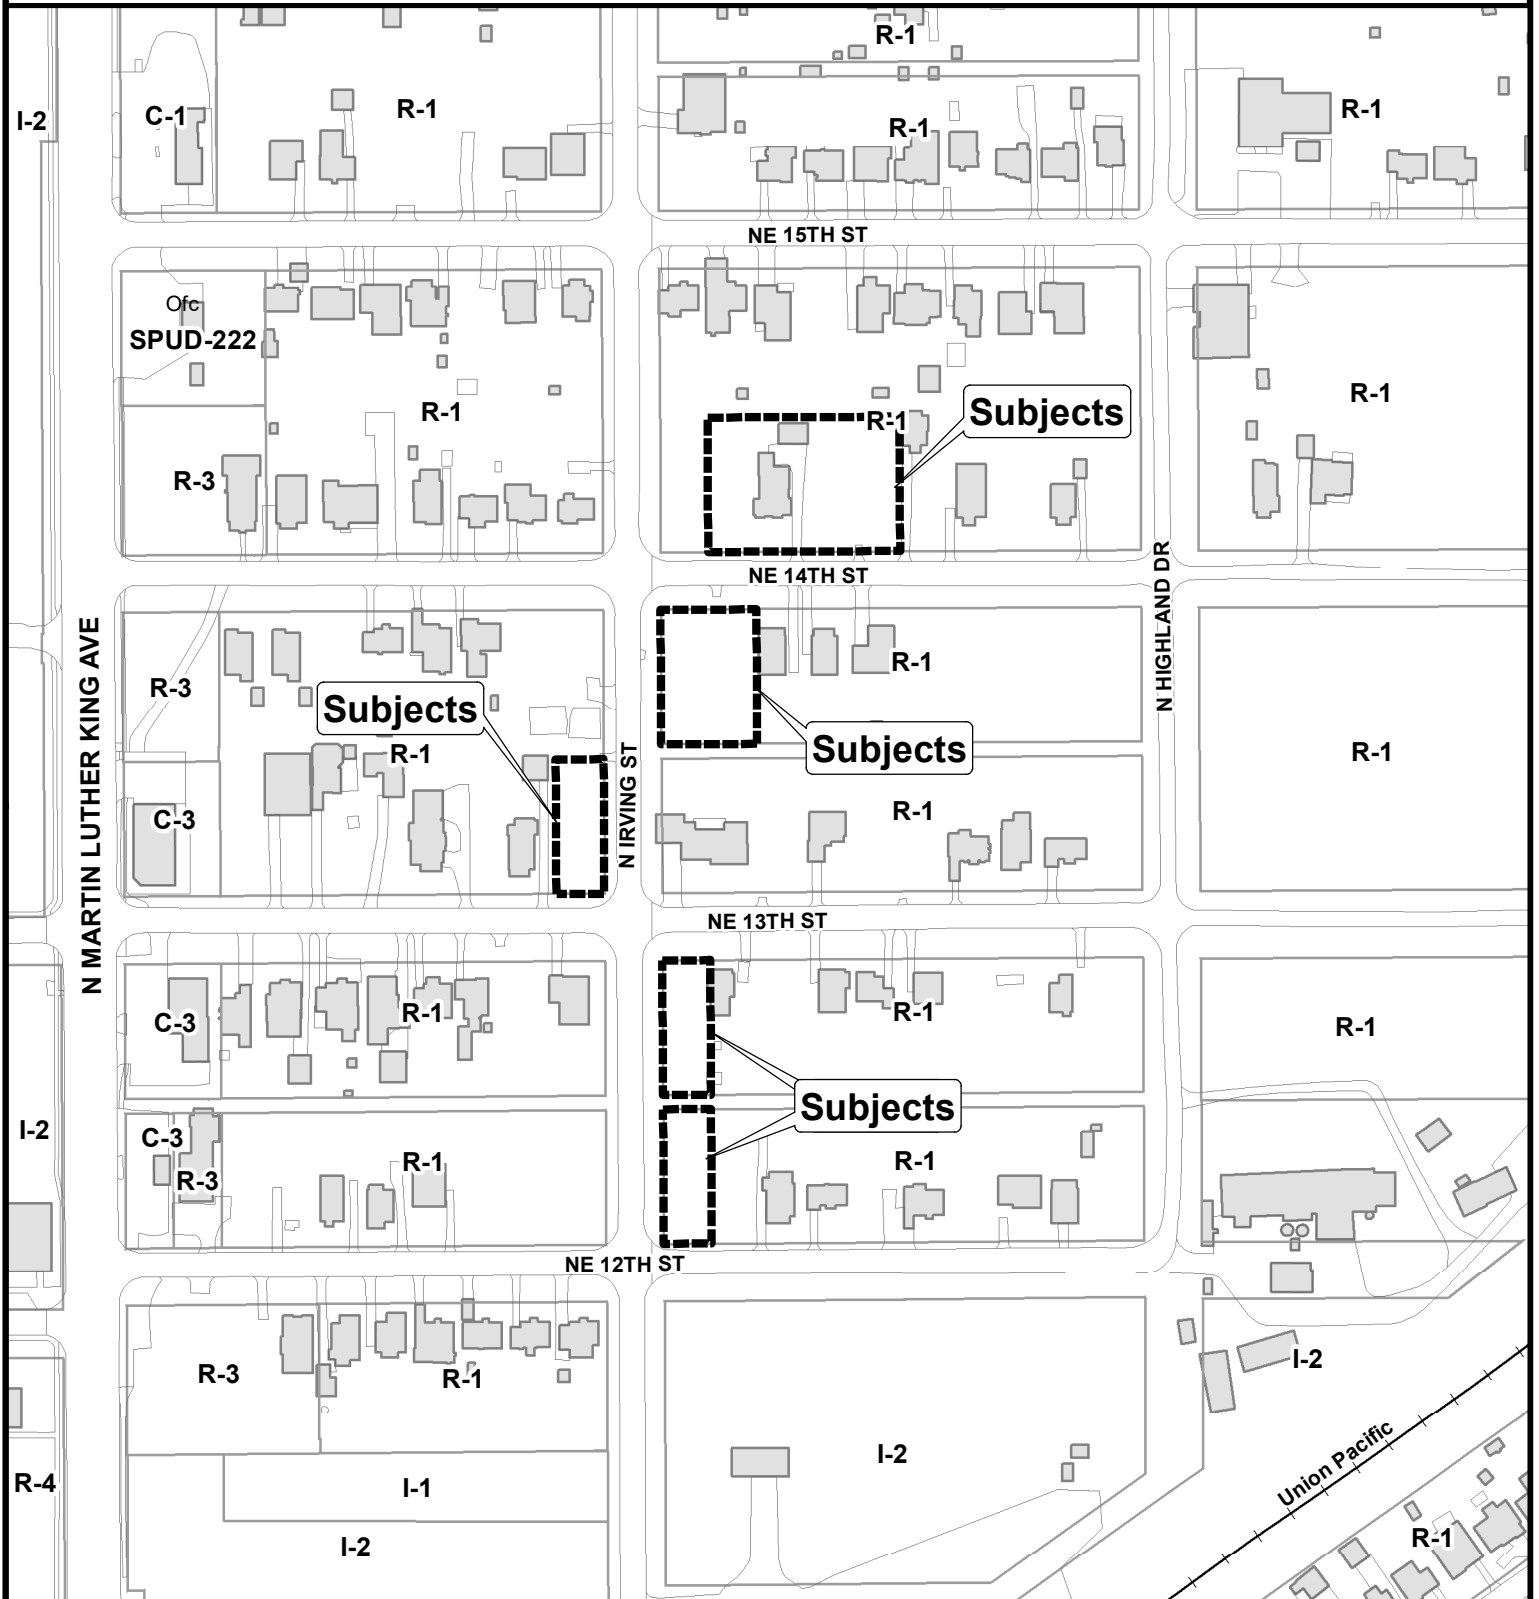 R-1
I-2
C-1
R-1
R-1
R-1
NE 15TH ST
Ofc
SPUD-222
R-1
R-1
R-1
Subjects
R-3
NE 14TH ST
N HIGHLAND DR
N MARTIN LUTHER KING AVE
R-3
R-1
Subjects
Subjects
R-1
R-1
N IRVING ST
C-3
R-1
NE 13TH ST
C-3
R-1
R-1
R-1
Subjects
I-2
C-3
R-3
R-1
R-1
NE 12TH ST
R-3
R-1
I-2
I-2
Union Pacific
R-4
I-1
I-2
R-1